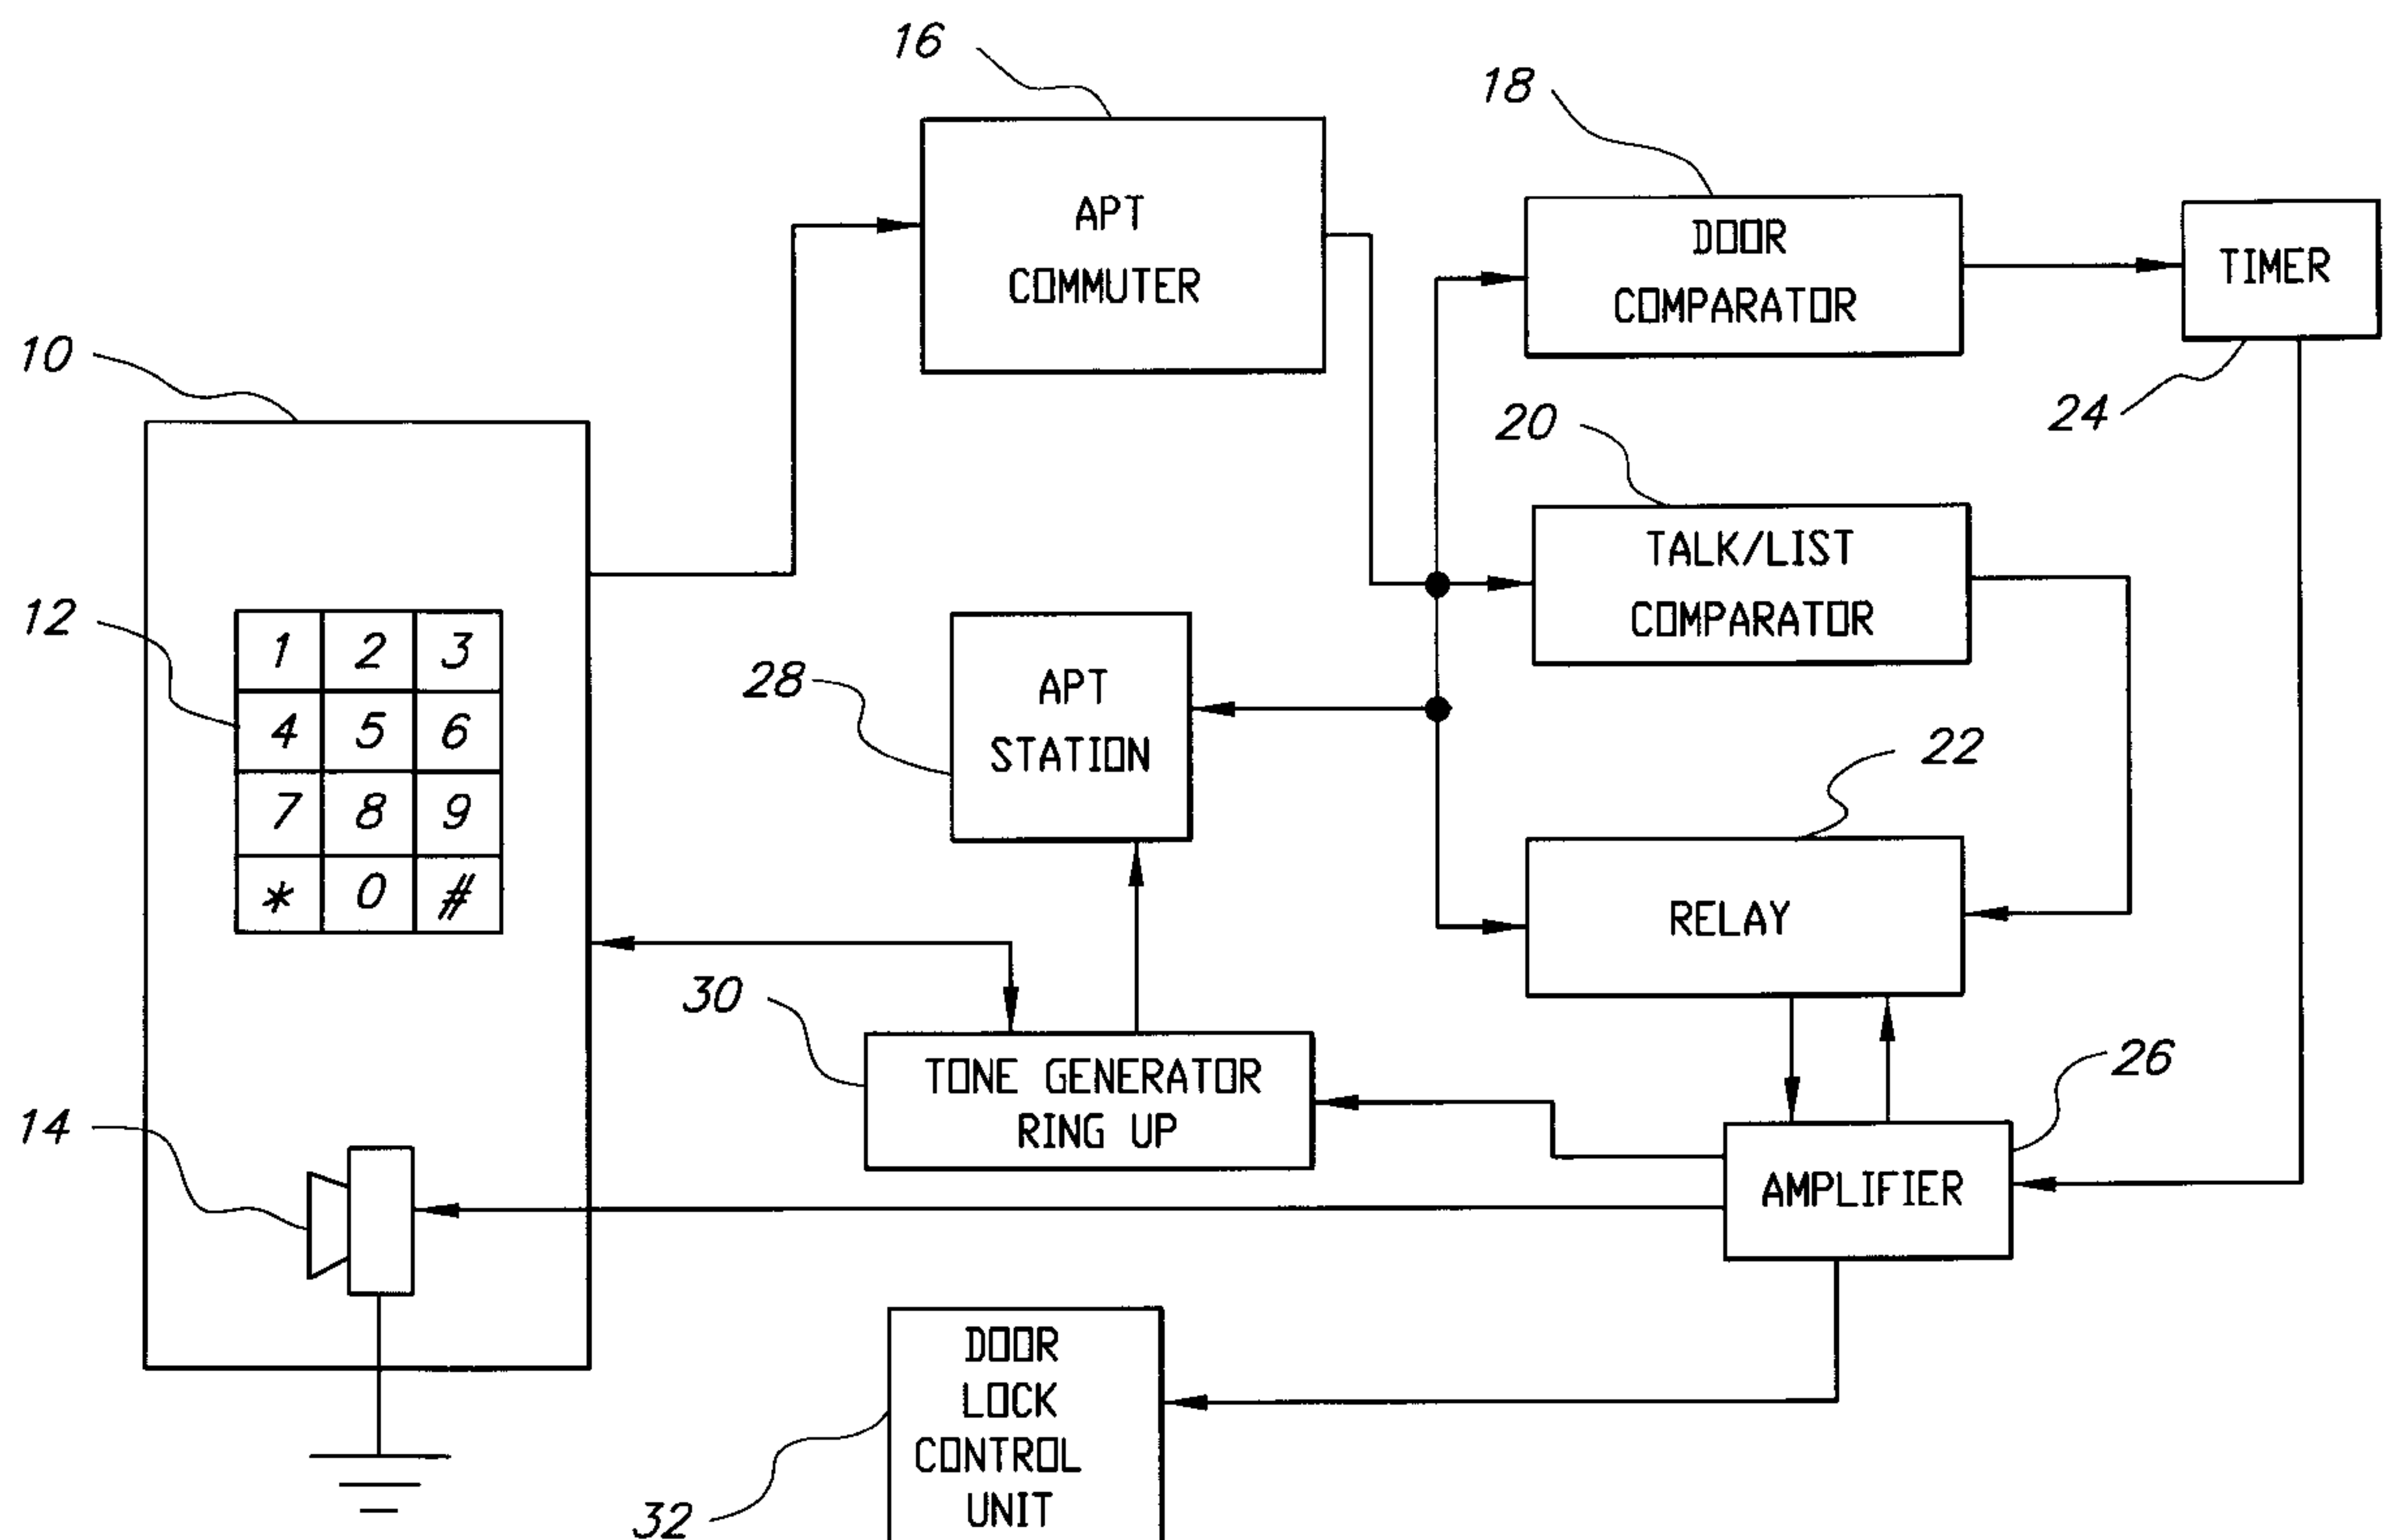 16
18
APT
COMMUTER
DOOR
COMPARATOR
TIMER
10
24
20
TALK/LIST
COMPARATOR
12
1 2 3
4 5 6
7 8 9
* 0 #
28
APT
STATION
22
RELAY
30
TONE GENERATOR
RING UP
26
AMPLIFIER
14
DOOR
LOCK
CONTROL
UNIT
32